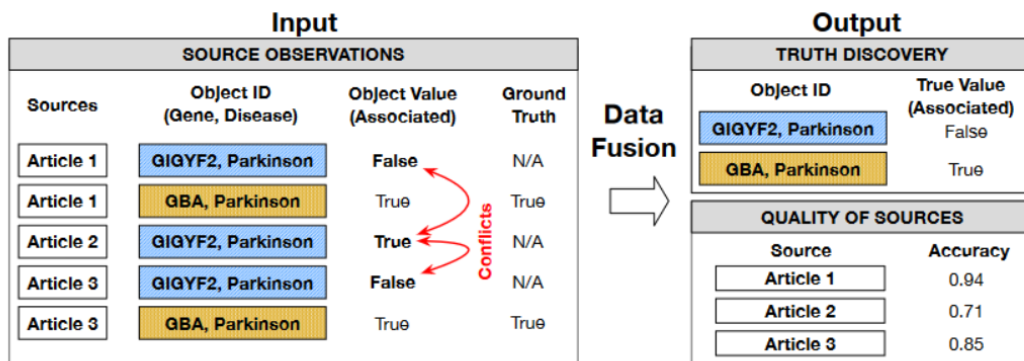 Input
SOURCE OBSERVATIONS
Sources
Object ID
(Gene, Disease)
Object Value
(Associated)
Ground
Truth
Article 1 GIGYF2, Parkinson False N/A
Article 1 GBA, Parkinson True True
Article 2 GIGYF2, Parkinson True N/A
Article 3 GIGYF2, Parkinson False N/A
Article 3 GBA, Parkinson True True
Conflicts
Data
Fusion
Output
TRUTH DISCOVERY
Object ID
True Value
(Associated)
GIGYF2, Parkinson False
GBA, Parkinson True
QUALITY OF SOURCES
Source Accuracy
Article 1 0.94
Article 2 0.71
Article 3 0.85